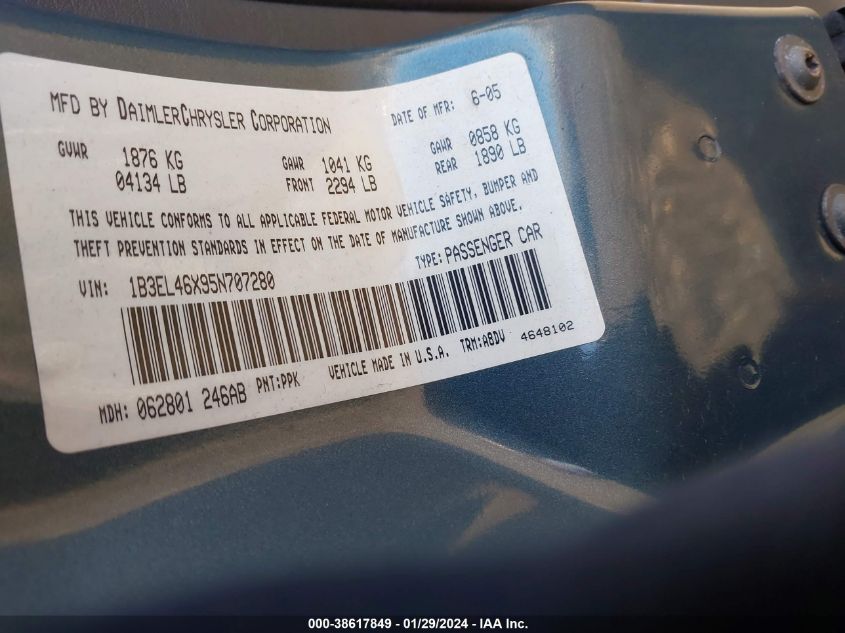 MFD BY DAIMLERCHRYSLER CORPORATION DATE OF MFR: 6-05
GVWR 1876 KG GAWR 1041 KG GAWR 0858 KG
04134 LB FRONT 2294 LB REAR 1890 LB
THIS VEHICLE CONFORMS TO ALL APPLICABLE FEDERAL MOTOR VEHICLE SAFETY, BUMPER AND
THEFT PREVENTION STANDARDS IN EFFECT ON THE DATE OF MANUFACTURE SHOWN ABOVE.
VIN: 1B3EL46X95N707280 TYPE: PASSENGER CAR
MDH: 062801 246AB PNT:PPK VEHICLE MADE IN U.S.A. TRM:A8DV 4648102
000-38617849 - 01/29/2024 - IAA Inc.